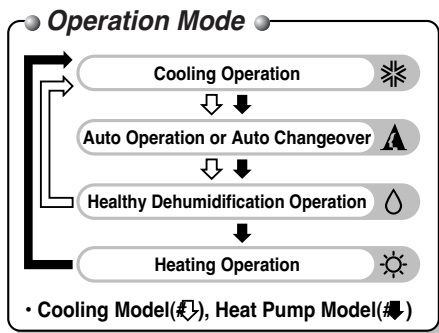 Operation Mode
Cooling Operation
Auto Operation or Auto Changeover
Healthy Dehumidification Operation
Heating Operation
• Cooling Model(⇩), Heat Pump Model(⬇)